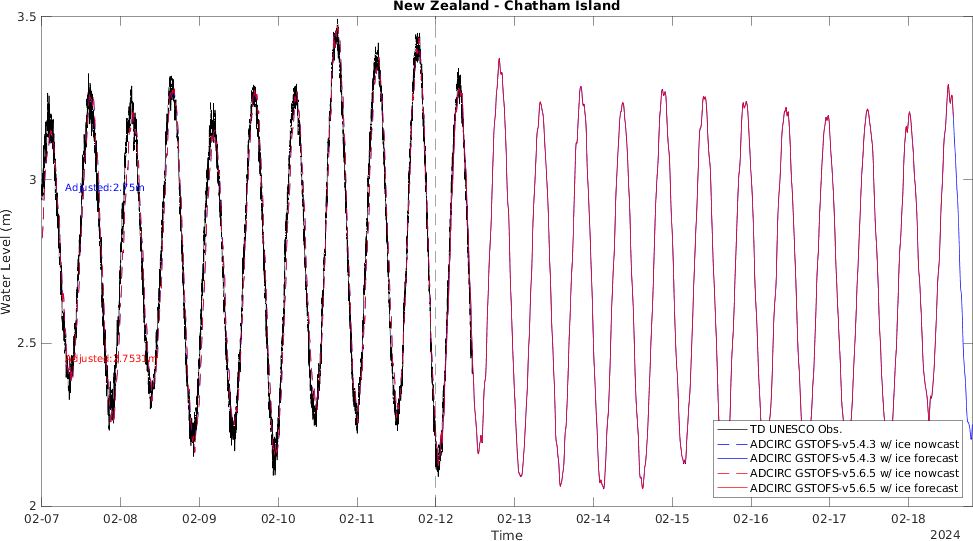 New Zealand - Chatham Island
3.5
3
2.5
2
Water Level (m)
Adjusted:2.75m
Adjusted:2.7531m
TD UNESCO Obs.
ADCIRC GSTOFS-v5.4.3 w/ ice nowcast
ADCIRC GSTOFS-v5.4.3 w/ ice forecast
ADCIRC GSTOFS-v5.6.5 w/ ice nowcast
ADCIRC GSTOFS-v5.6.5 w/ ice forecast
02-07 02-08 02-09 02-10 02-11 02-12 02-13 02-14 02-15 02-16 02-17 02-18
Time
2024